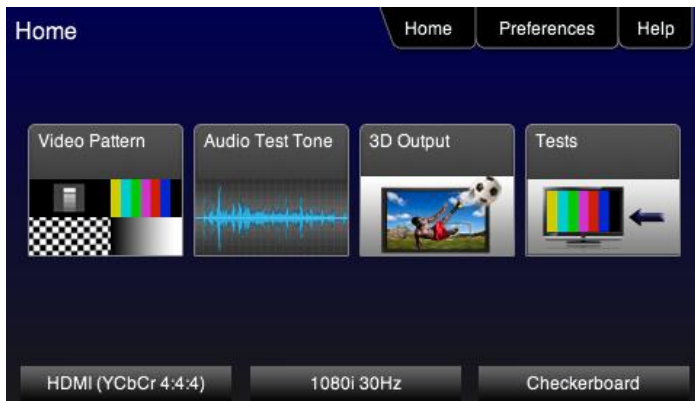 Home
Home
Preferences
Help
Video Pattern
Audio Test Tone
3D Output
Tests
HDMI (YCbCr 4:4:4)
1080i 30Hz
Checkerboard